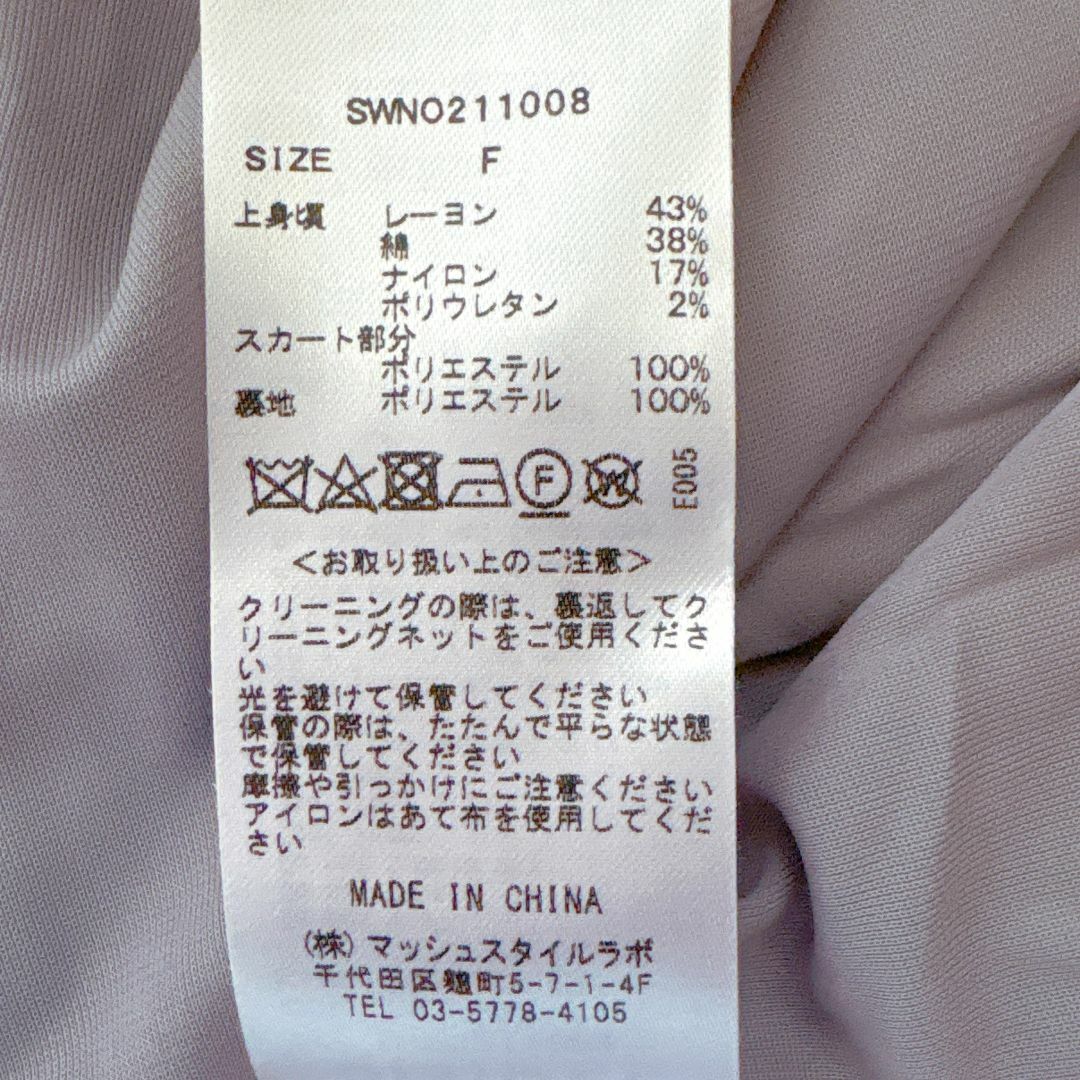 SWNO211008
SIZE F
上身頃 レーヨン 43%
綿 38%
ナイロン 17%
ポリウレタン 2%
スカート部分
ポリエステル 100%
裏地 ポリエステル 100%
F W E005
<お取り扱い上のご注意>
クリーニングの際は、裏返してク
リーニングネットをご使用くださ
い
光を避けて保管してください
保管の際は、たたんで平らな状態
で保管してください
摩擦や引っかけにご注意ください
アイロンはあて布を使用してくだ
さい
MADE IN CHINA
(株)マッシュスタイルラボ
千代田区麹町5-7-1-4F
TEL 03-5778-4105